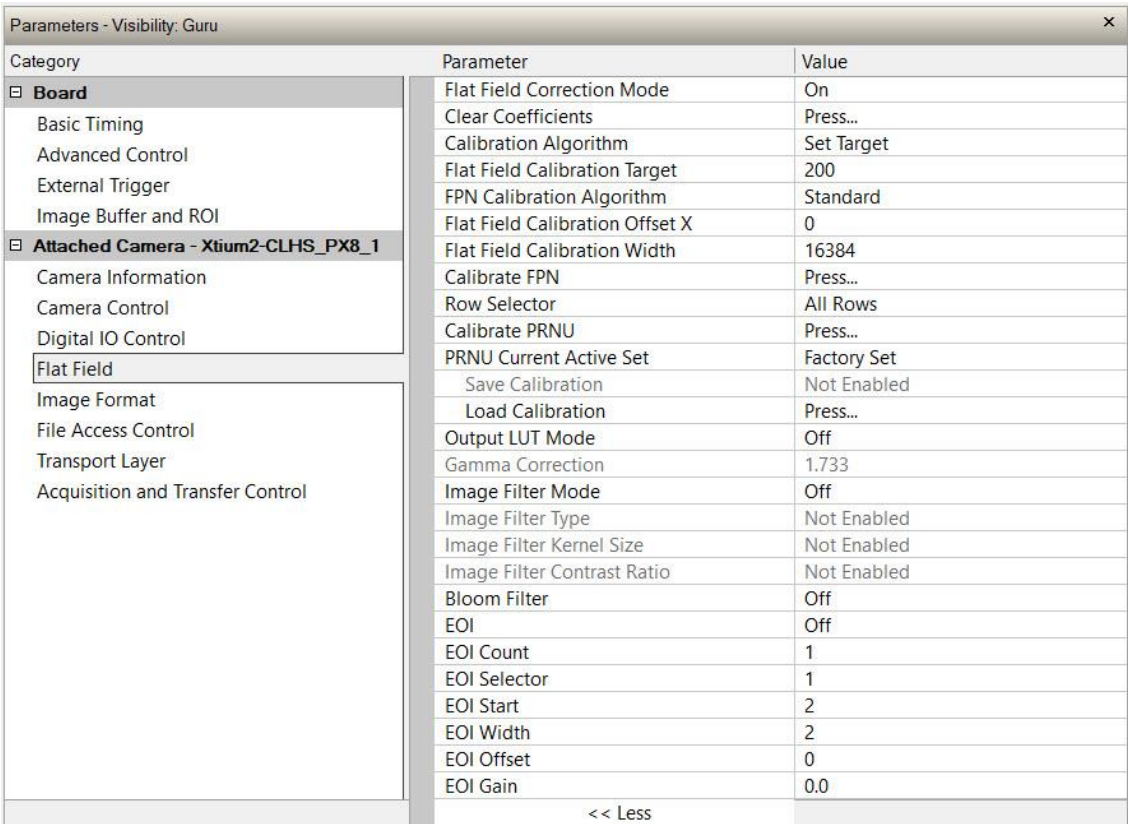 Parameters - Visibility: Guru ×
Category
Board
Basic Timing
Advanced Control
External Trigger
Image Buffer and ROI
Attached Camera - Xtium2-CLHS_PX8_1
Camera Information
Camera Control
Digital IO Control
Flat Field
Image Format
File Access Control
Transport Layer
Acquisition and Transfer Control
Parameter Value
Flat Field Correction Mode On
Clear Coefficients Press...
Calibration Algorithm Set Target
Flat Field Calibration Target 200
FPN Calibration Algorithm Standard
Flat Field Calibration Offset X 0
Flat Field Calibration Width 16384
Calibrate FPN Press...
Row Selector All Rows
Calibrate PRNU Press...
PRNU Current Active Set Factory Set
Save Calibration Not Enabled
Load Calibration Press...
Output LUT Mode Off
Gamma Correction 1.733
Image Filter Mode Off
Image Filter Type Not Enabled
Image Filter Kernel Size Not Enabled
Image Filter Contrast Ratio Not Enabled
Bloom Filter Off
EOI Off
EOI Count 1
EOI Selector 1
EOI Start 2
EOI Width 2
EOI Offset 0
EOI Gain 0.0
<< Less